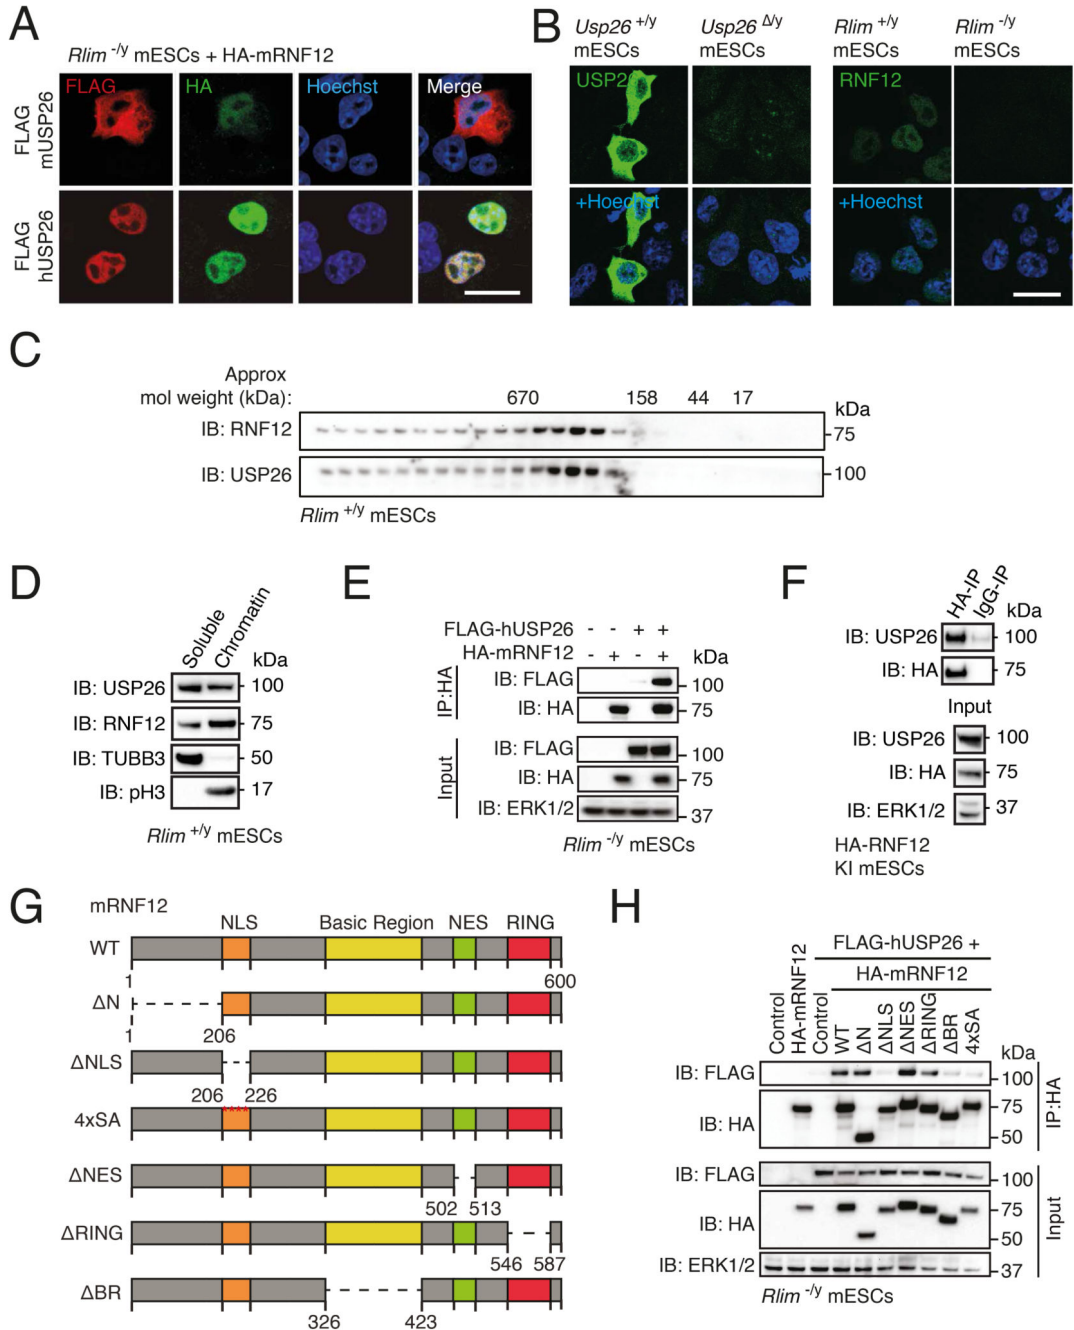 A
Rlim -/y mESCs + HA-mRNF12
FLAG
HA
Hoechst
Merge
FLAG
mUSP26
FLAG
hUSP26
B
Usp26 +/y
mESCs
Usp26 Δ/y
mESCs
Rlim +/y
mESCs
Rlim -/y
mESCs
USP2
RNF12
+Hoechst
+Hoechst
C
Approx
mol weight (kDa):
670
158
44
17
kDa
IB: RNF12
75
IB: USP26
100
Rlim +/y mESCs
D
Soluble
Chromatin
kDa
IB: USP26
100
IB: RNF12
75
IB: TUBB3
50
IB: pH3
17
Rlim +/y mESCs
E
FLAG-hUSP26 - - + +
HA-mRNF12 - + - +
kDa
IP:HA
IB: FLAG
100
IB: HA
75
Input
IB: FLAG
100
IB: HA
75
IB: ERK1/2
37
Rlim -/y mESCs
F
HA-IP
IgG-IP
kDa
IB: USP26
100
IB: HA
75
Input
IB: USP26
100
IB: HA
75
IB: ERK1/2
37
HA-RNF12
KI mESCs
G
mRNF12
NLS
Basic Region
NES
RING
WT
1
600
ΔN
1
206
ΔNLS
206
226
4xSA
****
ΔNES
502
513
ΔRING
546
587
ΔBR
326
423
H
FLAG-hUSP26 +
HA-mRNF12
Control
HA-mRNF12
Control
WT
ΔN
ΔNLS
ΔNES
ΔRING
ΔBR
4xSA
kDa
IB: FLAG
100
IB: HA
75
50
IP:HA
IB: FLAG
100
IB: HA
75
50
Input
IB: ERK1/2
37
Rlim -/y mESCs